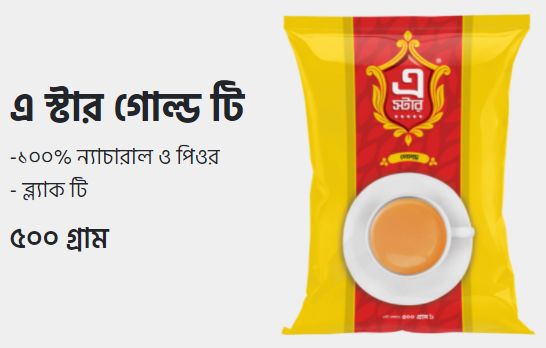 এ স্টার গোল্ড টি
-১০০% ন্যাচারাল ও পিওর
- ব্ল্যাক টি
৫০০ গ্রাম
এ
স্টার
গোল্ড